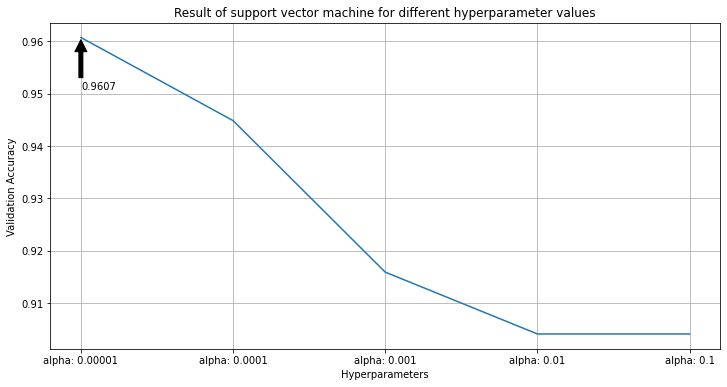 Result of support vector machine for different hyperparameter values
Validation Accuracy
0.96
0.95
0.94
0.93
0.92
0.91
0.9607
alpha: 0.00001
alpha: 0.0001
alpha: 0.001
alpha: 0.01
alpha: 0.1
Hyperparameters